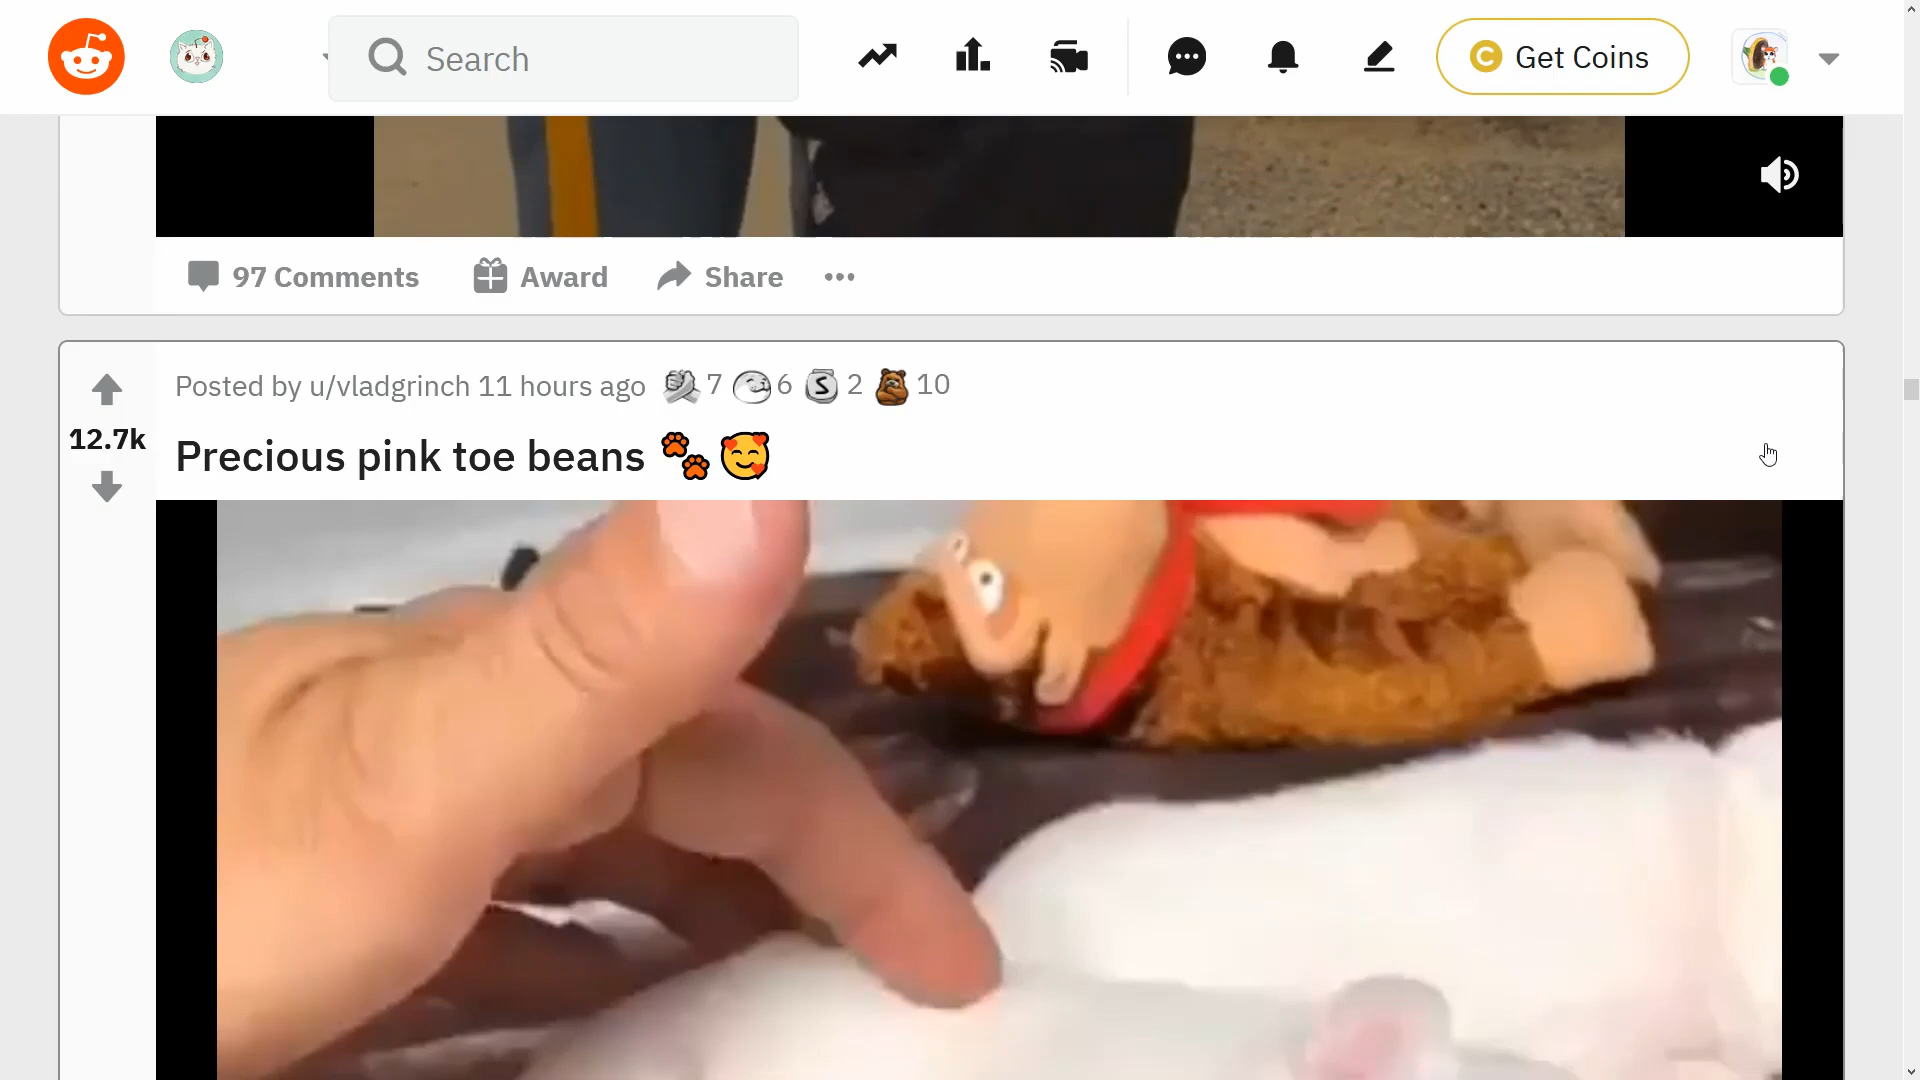 Search
Get Coins
97 Comments Award Share
Posted by u/vladgrinch 11 hours ago 7 6 S 2 10
12.7k
Precious pink toe beans 🐾 🥰